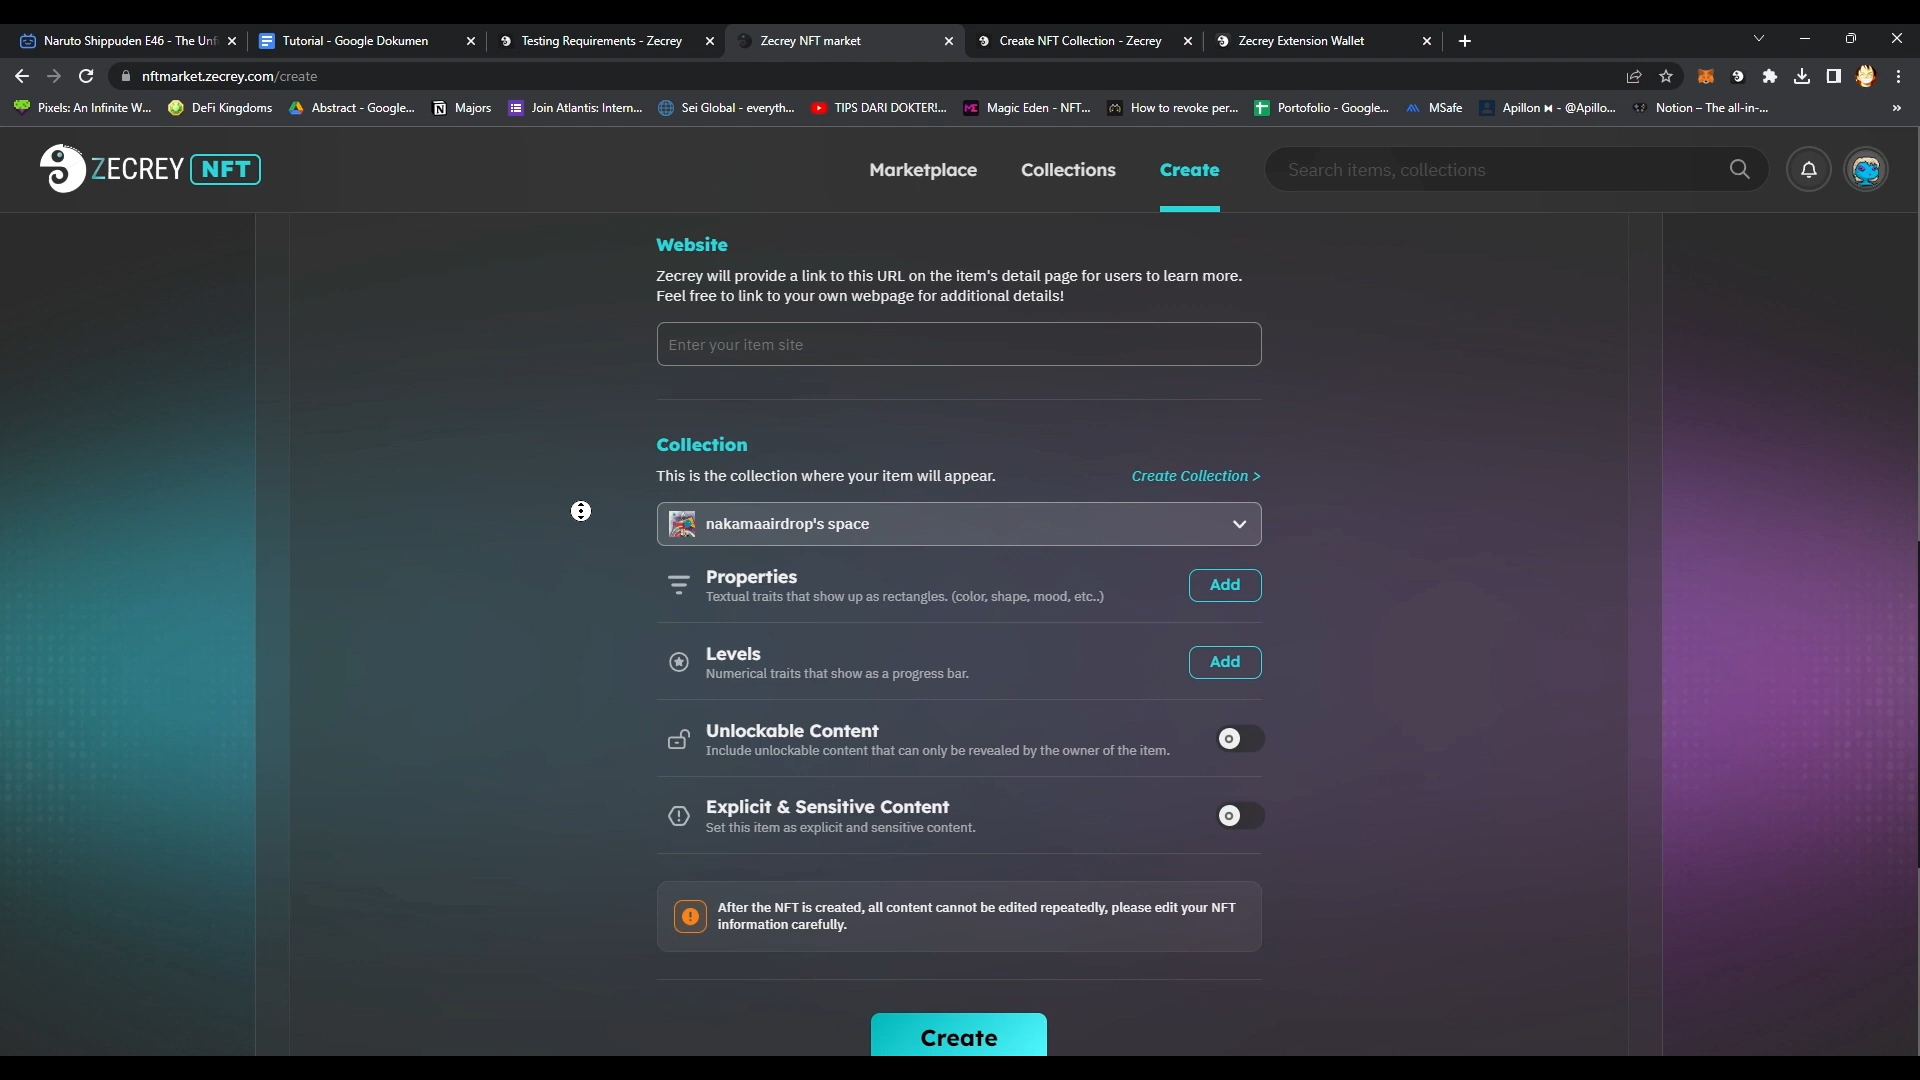 Naruto Shippuden E46 - The Unfi
Tutorial - Google Dokumen
Testing Requirements - Zecrey
Zecrey NFT market
Create NFT Collection - Zecrey
Zecrey Extension Wallet
nftmarket.zecrey.com/create
Pixels: An Infinite W...
DeFi Kingdoms
Abstract - Google...
Majors
Join Atlantis: Intern...
Sei Global - everyth...
TIPS DARI DOKTER!...
Magic Eden - NFT...
How to revoke per...
Portofolio - Google...
MSafe
Apillon ⧓ - @Apillo...
Notion – The all-in-...
»
ZECREY NFT
Marketplace
Collections
Create
Search items, collections
Website
Zecrey will provide a link to this URL on the item's detail page for users to learn more.
Feel free to link to your own webpage for additional details!
Enter your item site
Collection
This is the collection where your item will appear.
Create Collection >
nakamaairdrop's space
Properties
Textual traits that show up as rectangles. (color, shape, mood, etc..)
Add
Levels
Numerical traits that show as a progress bar.
Add
Unlockable Content
Include unlockable content that can only be revealed by the owner of the item.
Explicit & Sensitive Content
Set this item as explicit and sensitive content.
After the NFT is created, all content cannot be edited repeatedly, please edit your NFT
information carefully.
Create